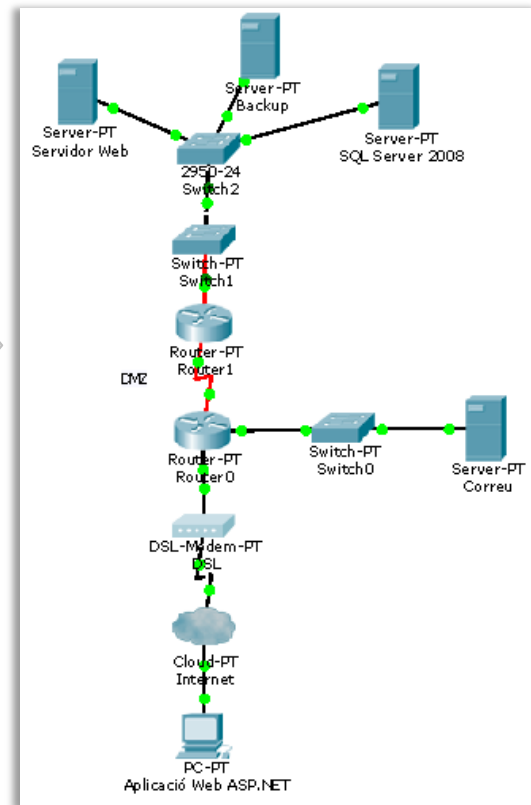 Server-PT
Backup
Server-PT
Servidor Web
Server-PT
SQL Server 2008
2950-24
Switch2
Switch-PT
Switch1
Router-PT
Router1
DMZ
Router-PT
Router0
Switch-PT
Switch0
Server-PT
Correu
DSL-Modem-PT
DSL
Cloud-PT
Internet
PC-PT
Aplicació Web ASP.NET